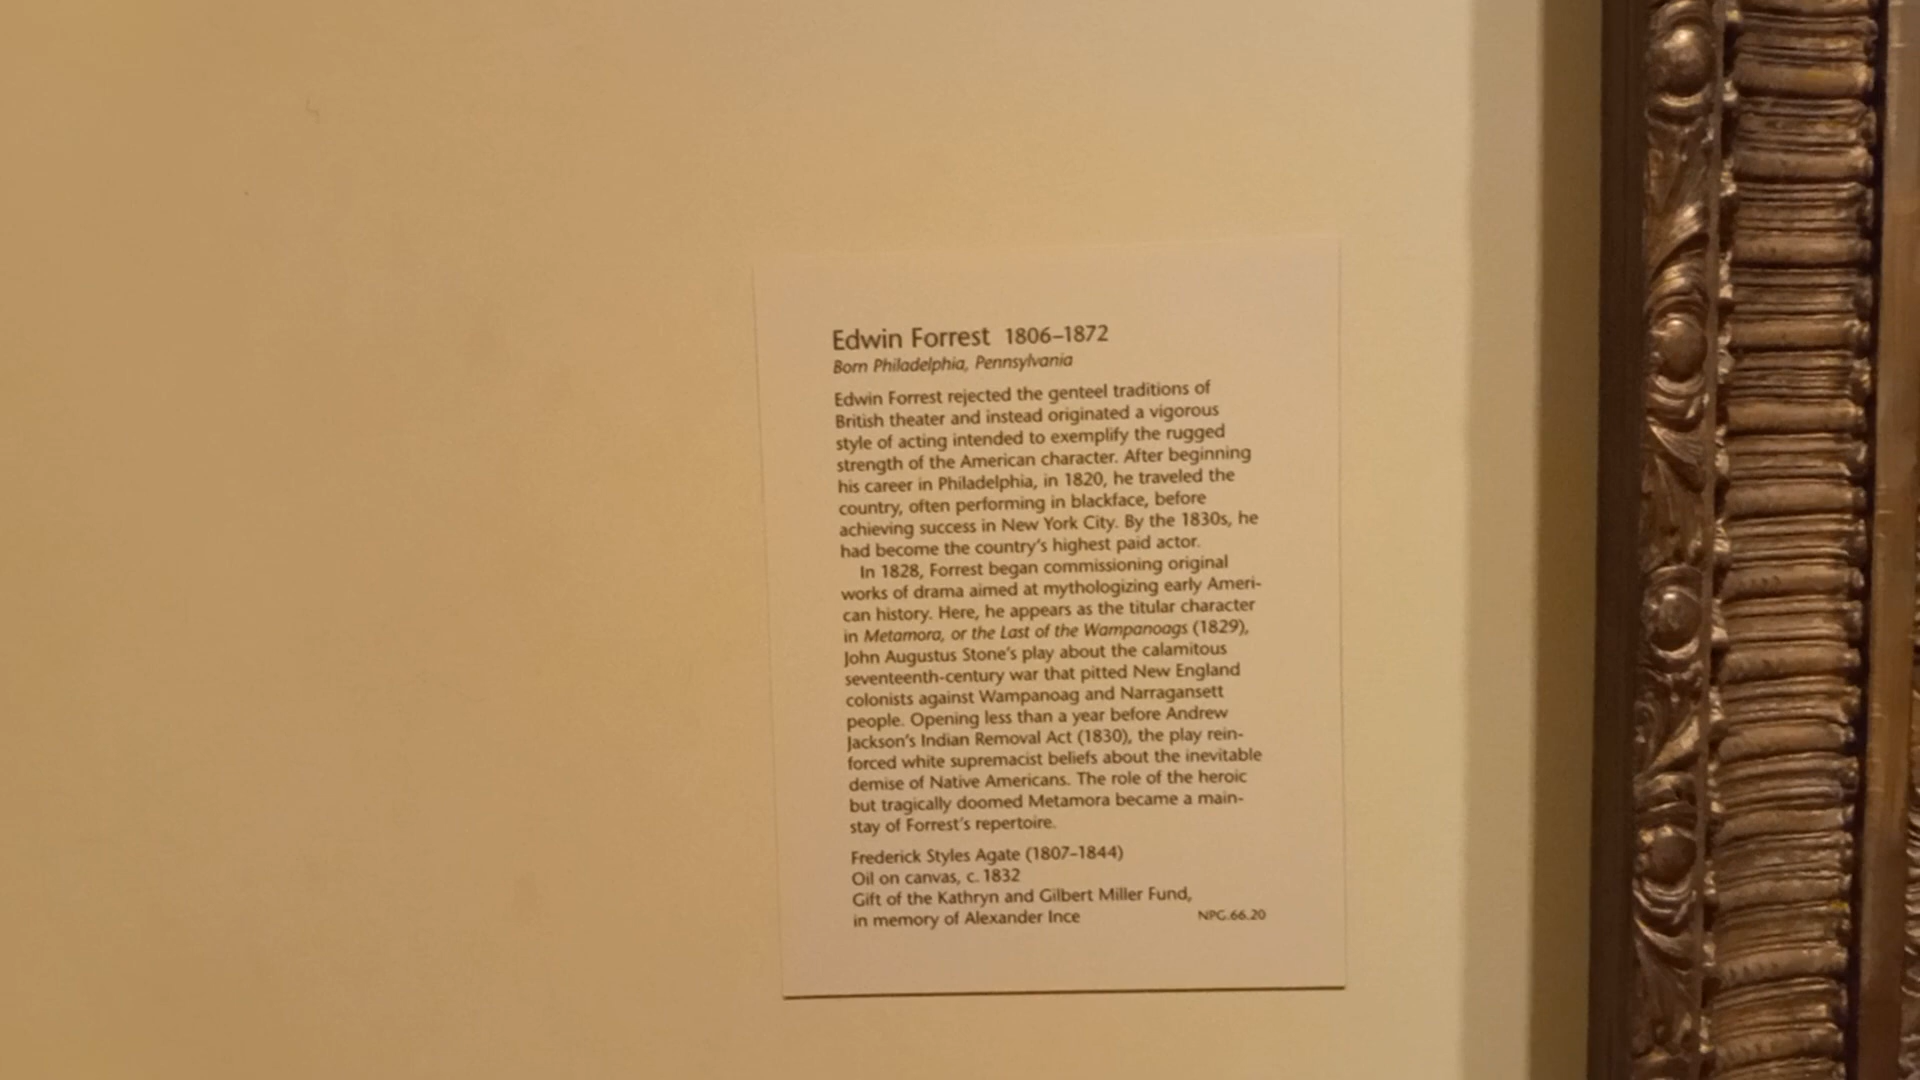 Edwin Forrest 1806–1872
Born Philadelphia, Pennsylvania
Edwin Forrest rejected the genteel traditions of
British theater and instead originated a vigorous
style of acting intended to exemplify the rugged
strength of the American character. After beginning
his career in Philadelphia, in 1820, he traveled the
country, often performing in blackface, before
achieving success in New York City. By the 1830s, he
had become the country's highest paid actor.
In 1828, Forrest began commissioning original
works of drama aimed at mythologizing early Ameri-
can history. Here, he appears as the titular character
in Metamora, or the Last of the Wampanoags (1829),
John Augustus Stone's play about the calamitous
seventeenth-century war that pitted New England
colonists against Wampanoag and Narragansett
people. Opening less than a year before Andrew
Jackson's Indian Removal Act (1830), the play rein-
forced white supremacist beliefs about the inevitable
demise of Native Americans. The role of the heroic
but tragically doomed Metamora became a main-
stay of Forrest's repertoire.
Frederick Styles Agate (1807–1844)
Oil on canvas, c. 1832
Gift of the Kathryn and Gilbert Miller Fund,
in memory of Alexander Ince NPG.66.20